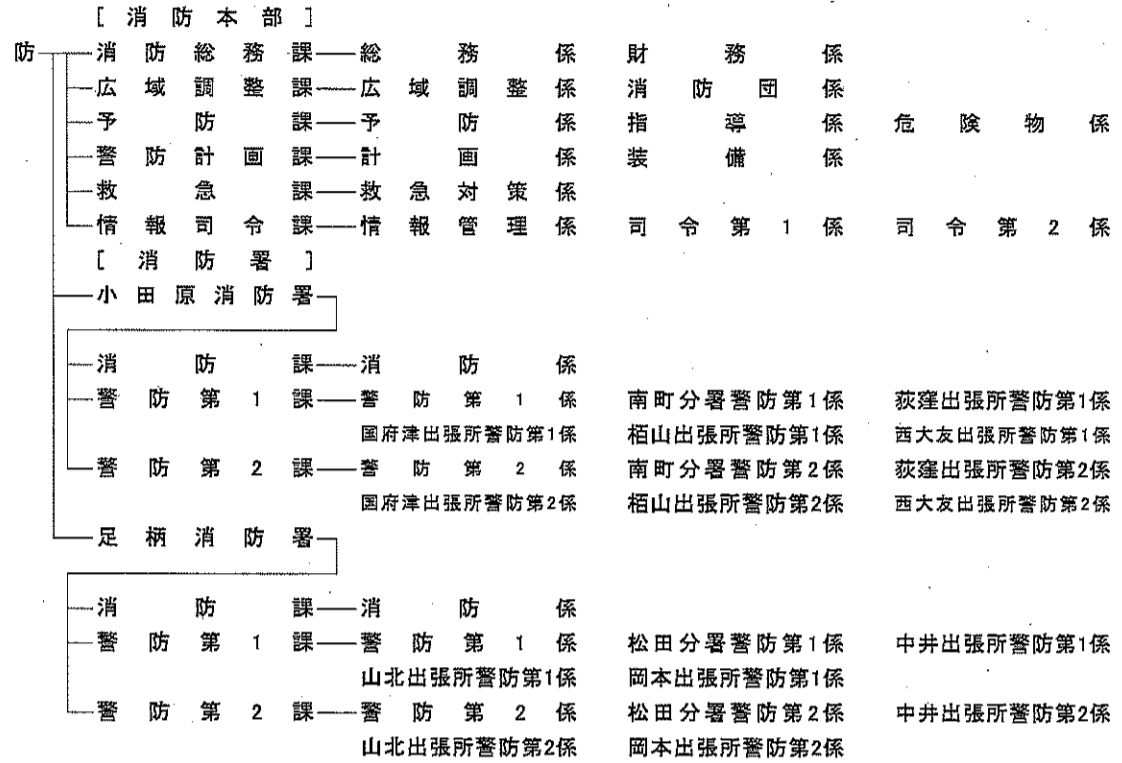 [消防本部]
防 消防総務課 総務係 財務係
広域調整課 広域調整係 消防団係
予防課 予防係 指導係 危険物係
警防計画課 計画係 装備係
救急課 救急対策係
情報司令課 情報管理係 司令第1係 司令第2係
[消防署]
小田原消防署
消防課 消防係
警防第1課 警防第1係 南町分署警防第1係 荻窪出張所警防第1係
国府津出張所警防第1係 栢山出張所警防第1係 西大友出張所警防第1係
警防第2課 警防第2係 南町分署警防第2係 荻窪出張所警防第2係
国府津出張所警防第2係 栢山出張所警防第2係 西大友出張所警防第2係
足柄消防署
消防課 消防係
警防第1課 警防第1係 松田分署警防第1係 中井出張所警防第1係
山北出張所警防第1係 岡本出張所警防第1係
警防第2課 警防第2係 松田分署警防第2係 中井出張所警防第2係
山北出張所警防第2係 岡本出張所警防第2係